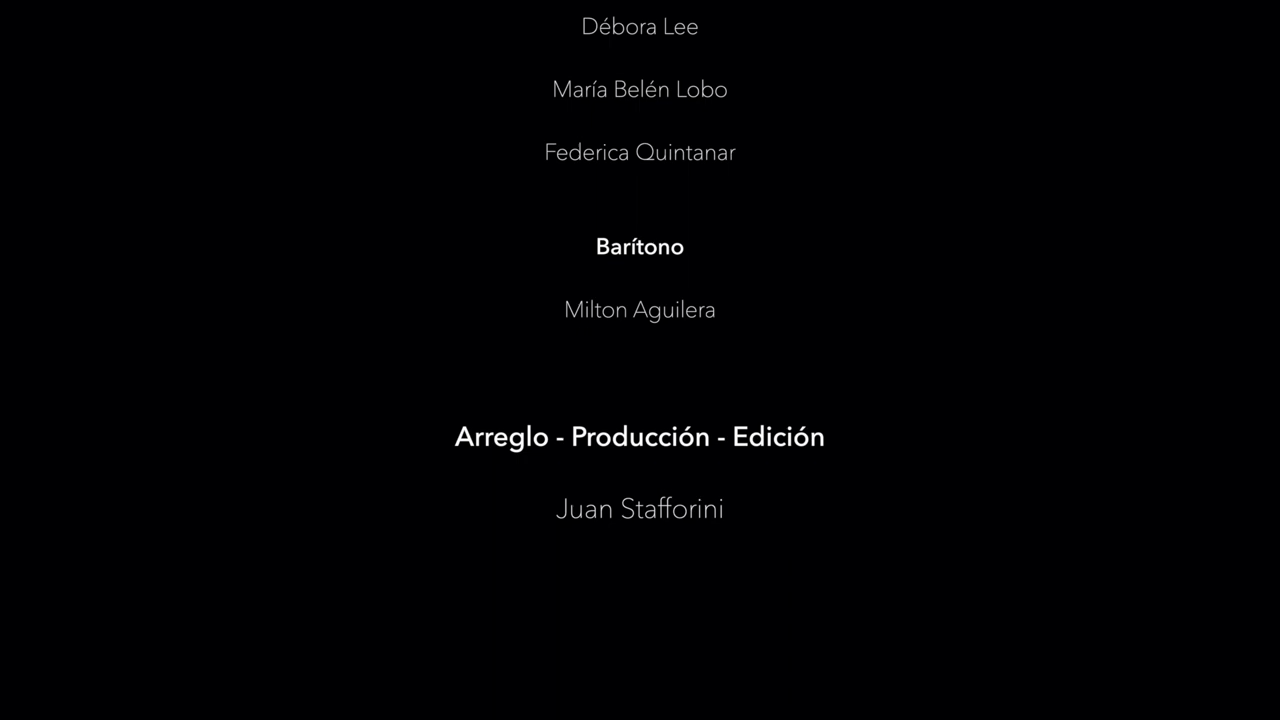 Débora Lee
María Belén Lobo
Federica Quintanar
Barítono
Milton Aguilera
Arreglo - Producción - Edición
Juan Stafforini